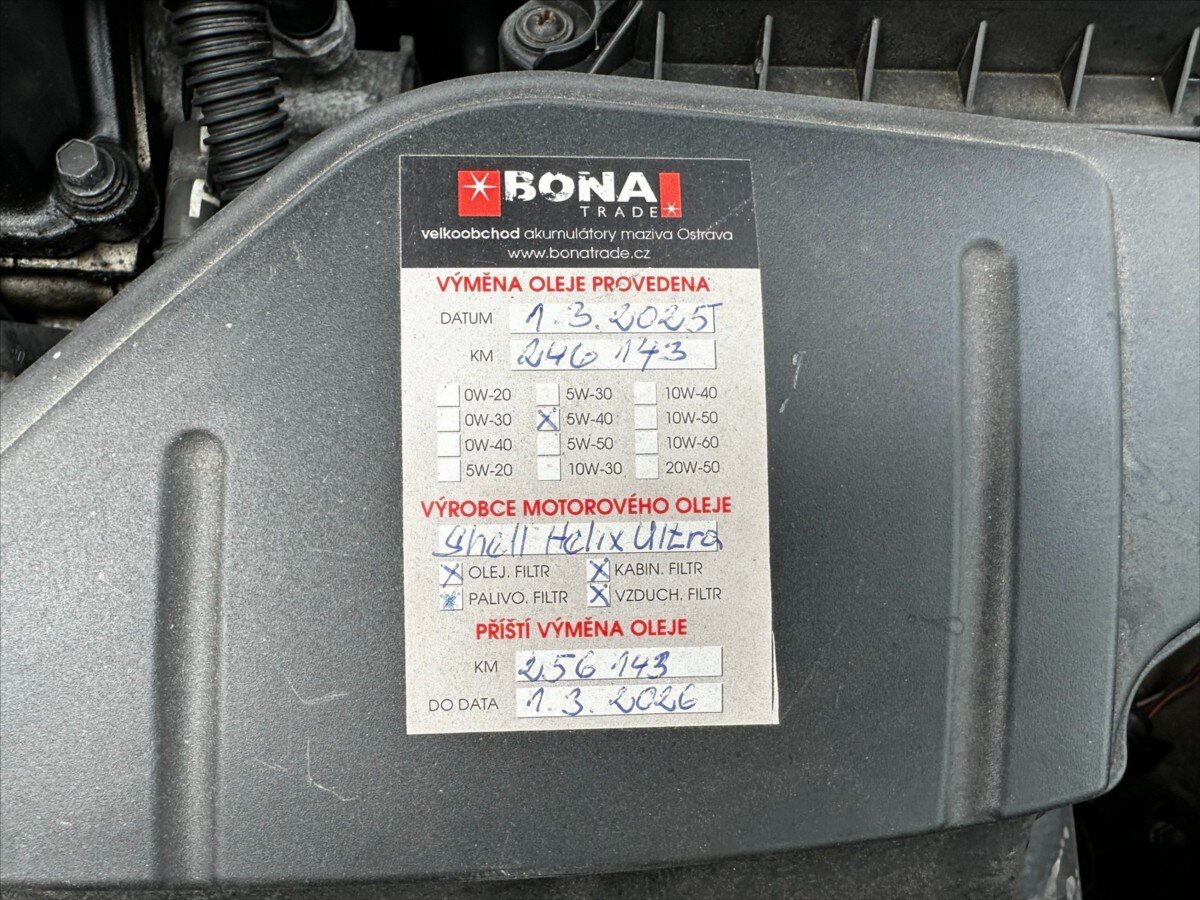 BONA
TRADE
velkoobchod akumulátory maziva Ostrava
www.bonatrade.cz
VÝMĚNA OLEJE PROVEDENA
DATUM 1.3.2025
KM 246 143
0W-20 5W-30 10W-40
0W-30 X 5W-40 10W-50
0W-40 5W-50 10W-60
5W-20 10W-30 20W-50
VÝROBCE MOTOROVÉHO OLEJE
Shell Helix Ultra
X OLEJ. FILTR X KABIN. FILTR
PALIVO. FILTR X VZDUCH. FILTR
PŘÍŠTÍ VÝMĚNA OLEJE
KM 256 143
DO DATA 1.3.2026